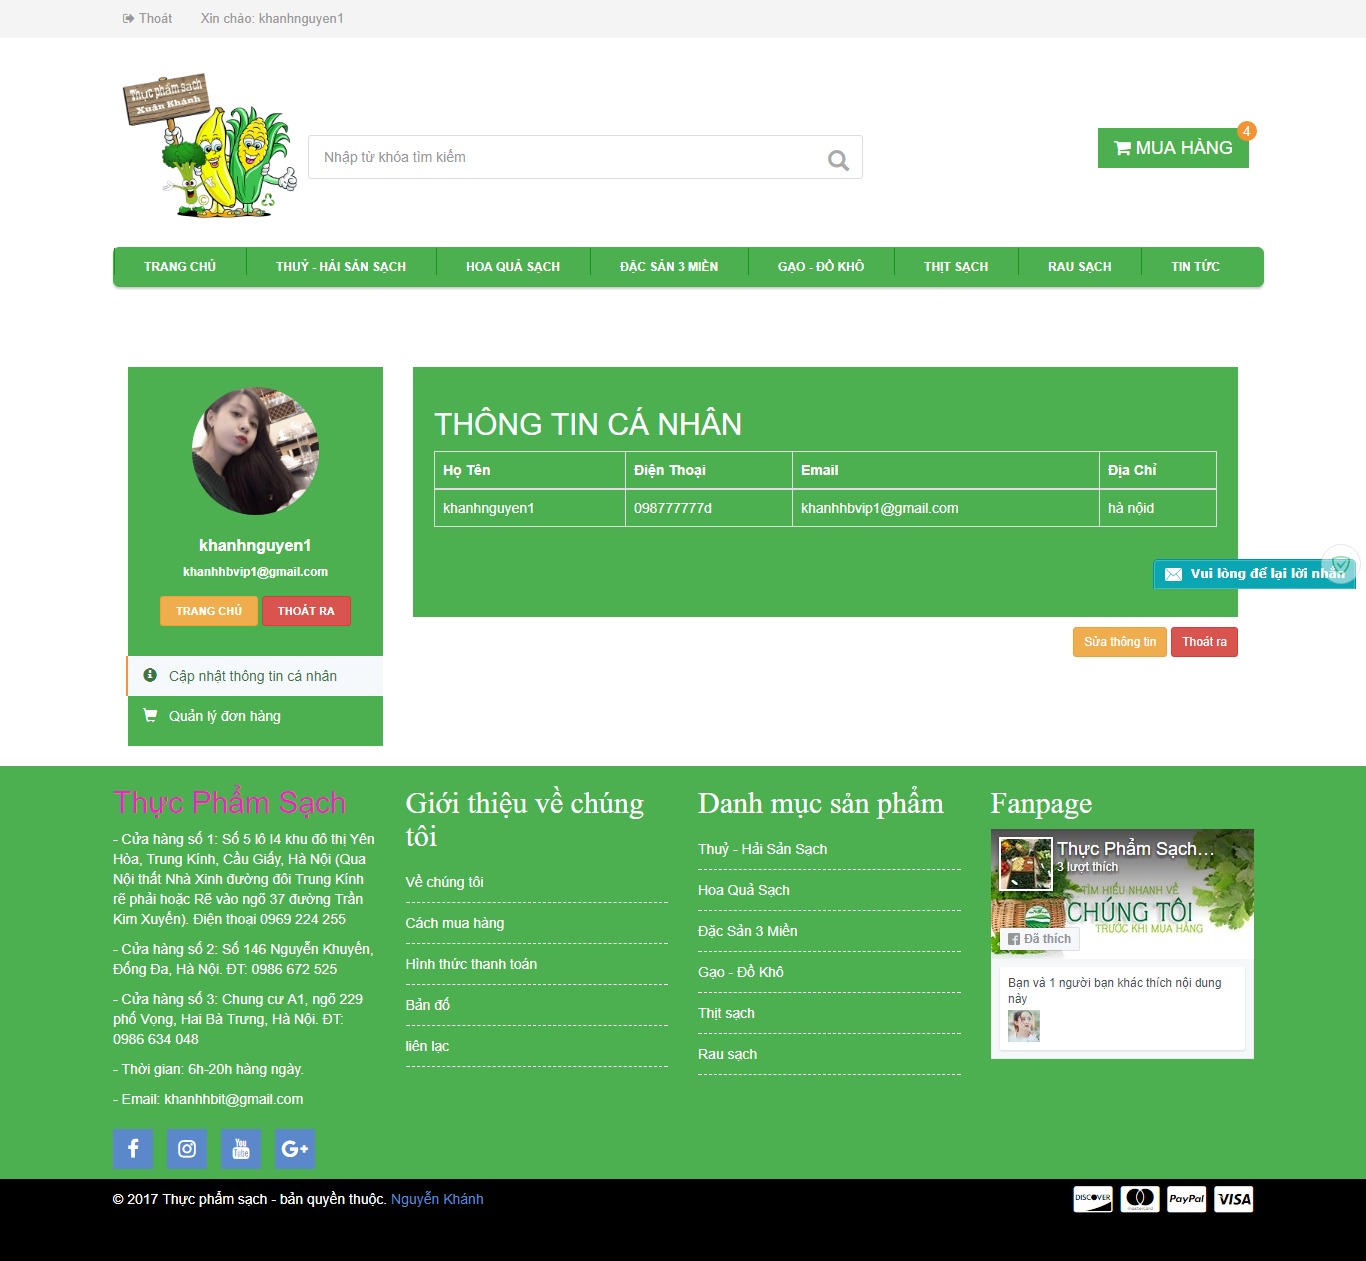 Thoát Xin chào: khanhnguyen1
Thực phẩm sạch
Xuân Khánh
Nhập từ khóa tìm kiếm
4
MUA HÀNG
TRANG CHỦ THUỶ - HẢI SẢN SẠCH HOA QUẢ SẠCH ĐẶC SẢN 3 MIỀN GẠO - ĐỒ KHÔ THỊT SẠCH RAU SẠCH TIN TỨC
khanhnguyen1
khanhhbvip1@gmail.com
TRANG CHỦ THOÁT RA
Cập nhật thông tin cá nhân
Quản lý đơn hàng
THÔNG TIN CÁ NHÂN
Họ Tên Điện Thoại Email Địa Chỉ
khanhnguyen1 098777777d khanhhbvip1@gmail.com hà nộid
Vui lòng để lại lời nhắn
Sửa thông tin Thoát ra
Thực Phẩm Sạch
- Cửa hàng số 1: Số 5 lô I4 khu đô thị Yên
Hòa, Trung Kính, Cầu Giấy, Hà Nội (Qua
Nội thất Nhà Xinh đường đôi Trung Kính
rẽ phải hoặc Rẽ vào ngõ 37 đường Trần
Kim Xuyến). Điện thoại 0969 224 255
- Cửa hàng số 2: Số 146 Nguyễn Khuyến,
Đống Đa, Hà Nội. ĐT: 0986 672 525
- Cửa hàng số 3: Chung cư A1, ngõ 229
phố Vọng, Hai Bà Trưng, Hà Nội. ĐT:
0986 634 048
- Thời gian: 6h-20h hàng ngày.
- Email: khanhhbit@gmail.com
You
Tube
G+
Giới thiệu về chúng
tôi
Về chúng tôi
Cách mua hàng
Hình thức thanh toán
Bản đồ
liên lạc
Danh mục sản phẩm
Thuỷ - Hải Sản Sạch
Hoa Quả Sạch
Đặc Sản 3 Miền
Gạo - Đồ Khô
Thịt sạch
Rau sạch
Fanpage
Thực Phẩm Sạch...
3 lượt thích
TÌM HIỂU NHANH VỀ
CHÚNG TÔI
TRƯỚC KHI MUA HÀNG
Đã thích
Bạn và 1 người bạn khác thích nội dung
này
© 2017 Thực phẩm sạch - bản quyền thuộc. Nguyễn Khánh
DISCOVER mastercard PayPal VISA